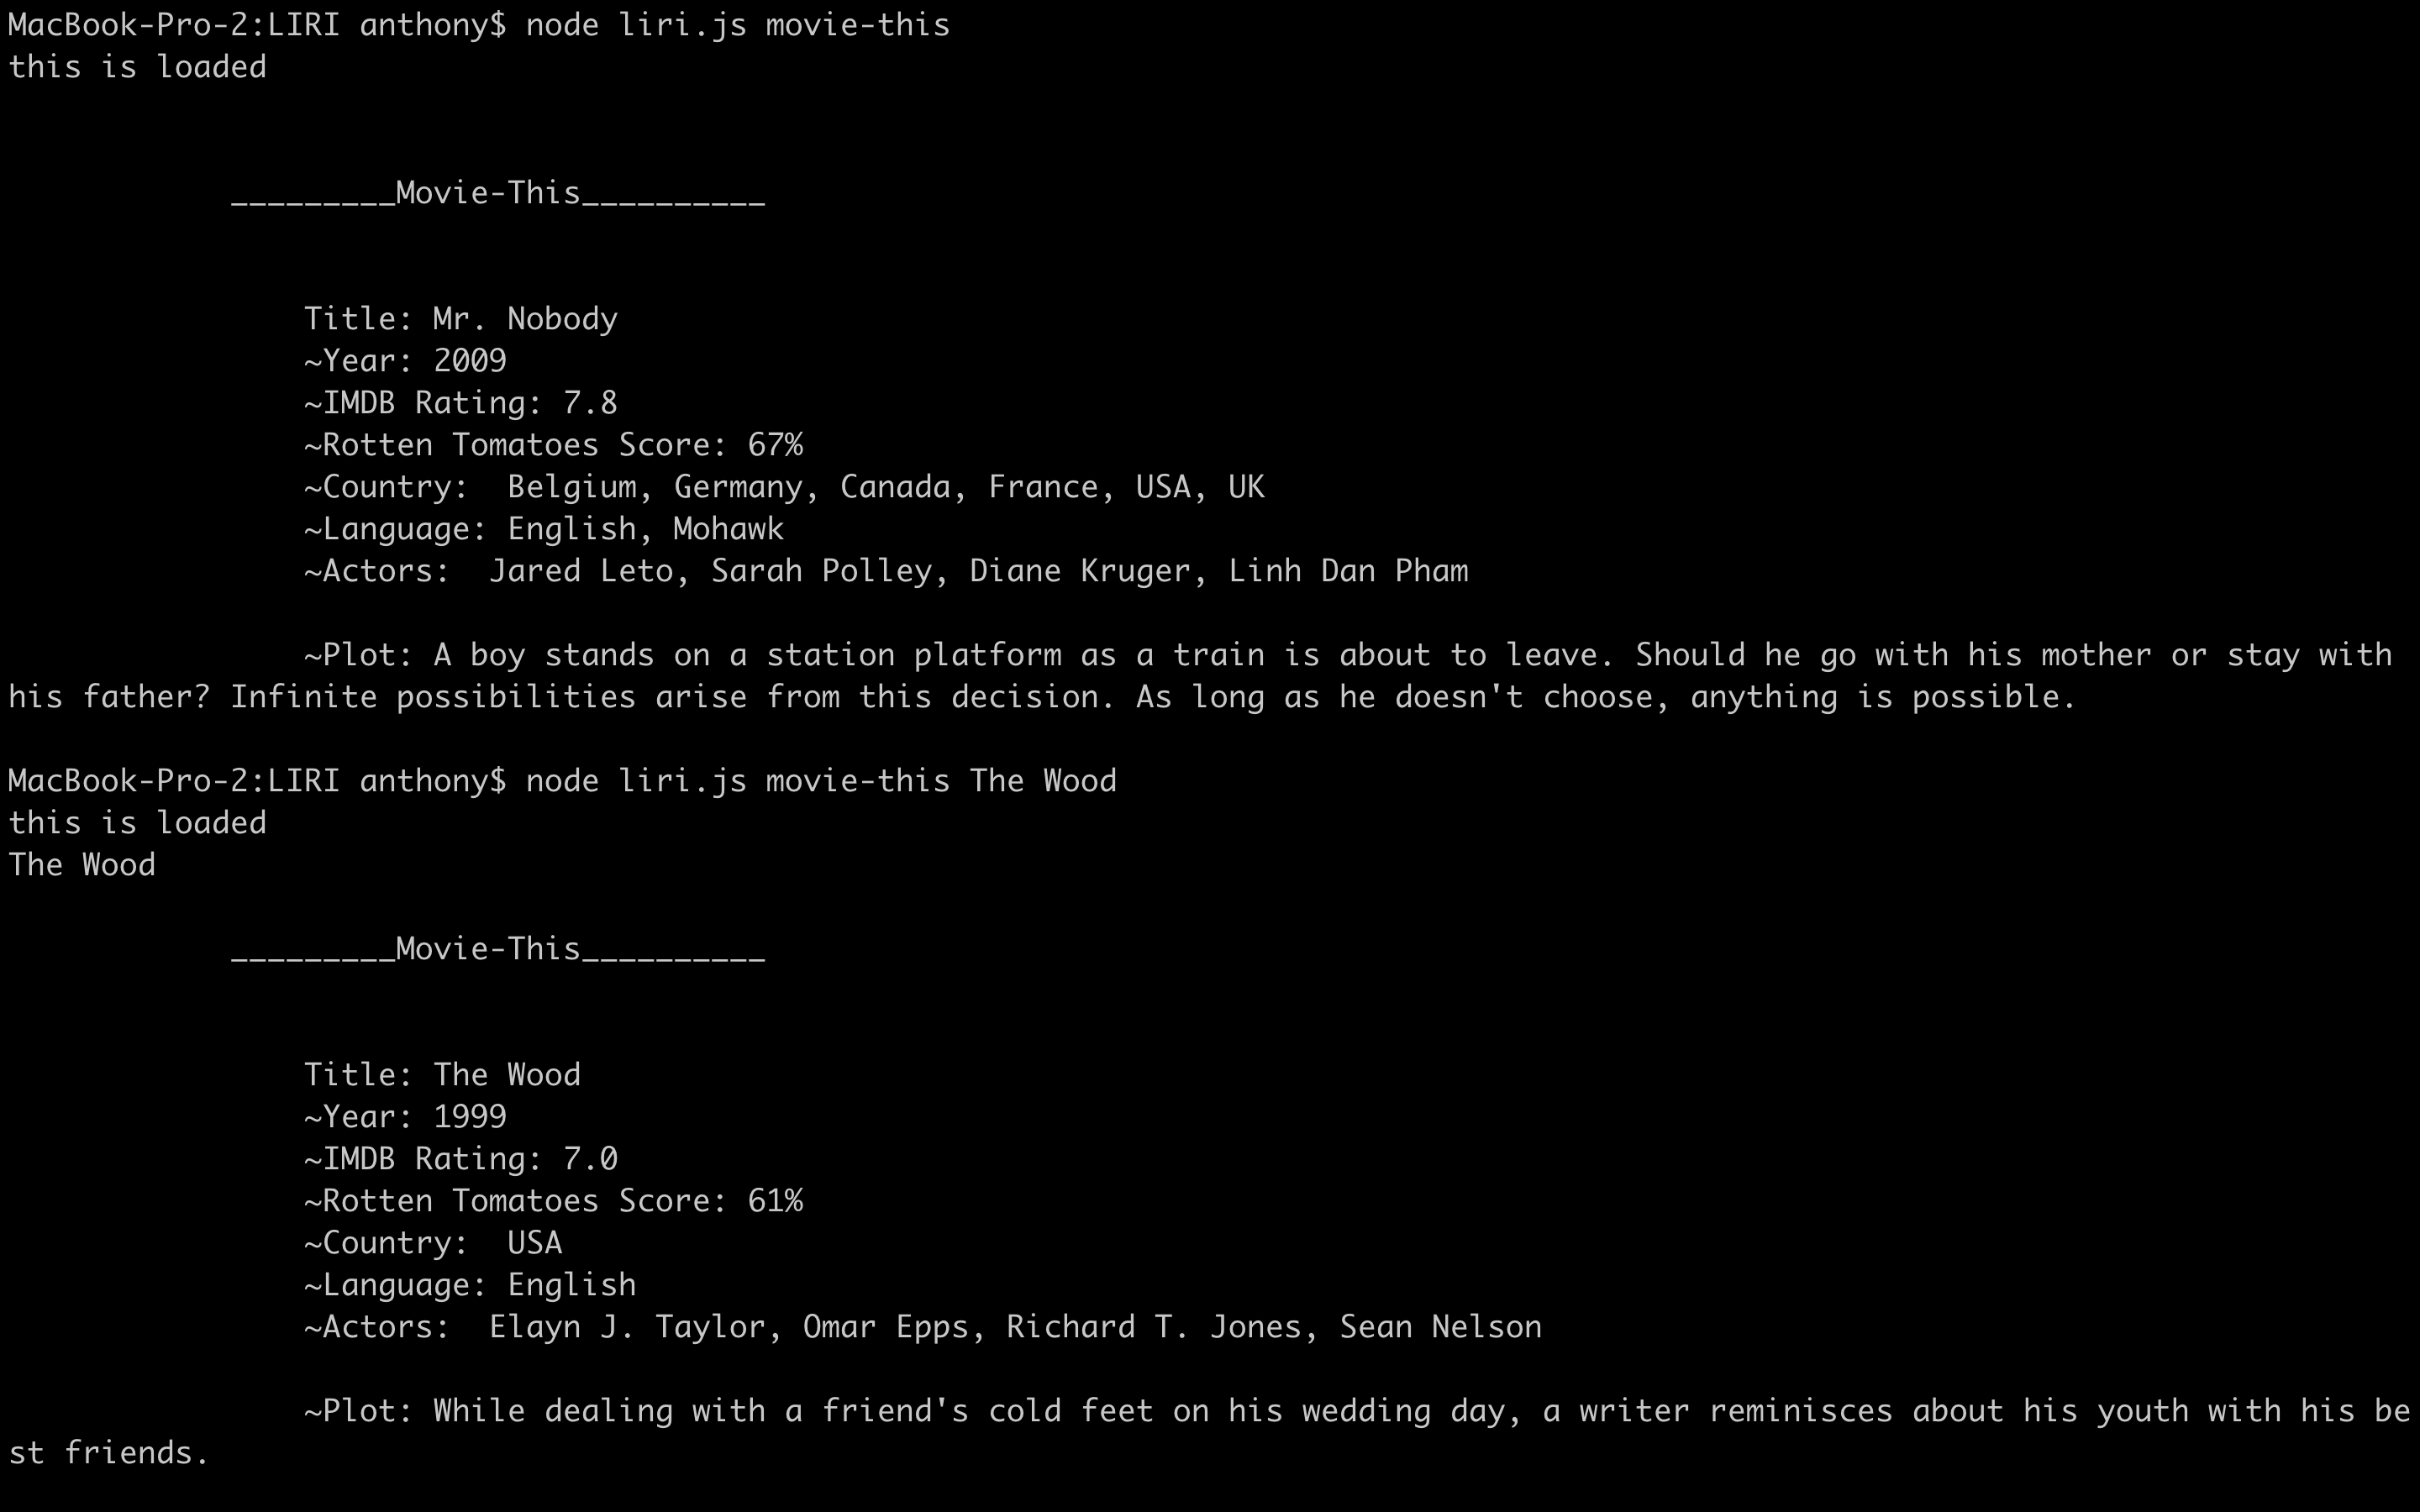 MacBook-Pro-2:LIRI anthony$ node liri.js movie-this
this is loaded
_________Movie-This__________
Title: Mr. Nobody
~Year: 2009
~IMDB Rating: 7.8
~Rotten Tomatoes Score: 67%
~Country:  Belgium, Germany, Canada, France, USA, UK
~Language: English, Mohawk
~Actors:  Jared Leto, Sarah Polley, Diane Kruger, Linh Dan Pham
~Plot: A boy stands on a station platform as a train is about to leave. Should he go with his mother or stay with
his father? Infinite possibilities arise from this decision. As long as he doesn't choose, anything is possible.
MacBook-Pro-2:LIRI anthony$ node liri.js movie-this The Wood
this is loaded
The Wood
_________Movie-This__________
Title: The Wood
~Year: 1999
~IMDB Rating: 7.0
~Rotten Tomatoes Score: 61%
~Country:  USA
~Language: English
~Actors:  Elayn J. Taylor, Omar Epps, Richard T. Jones, Sean Nelson
~Plot: While dealing with a friend's cold feet on his wedding day, a writer reminisces about his youth with his be
st friends.